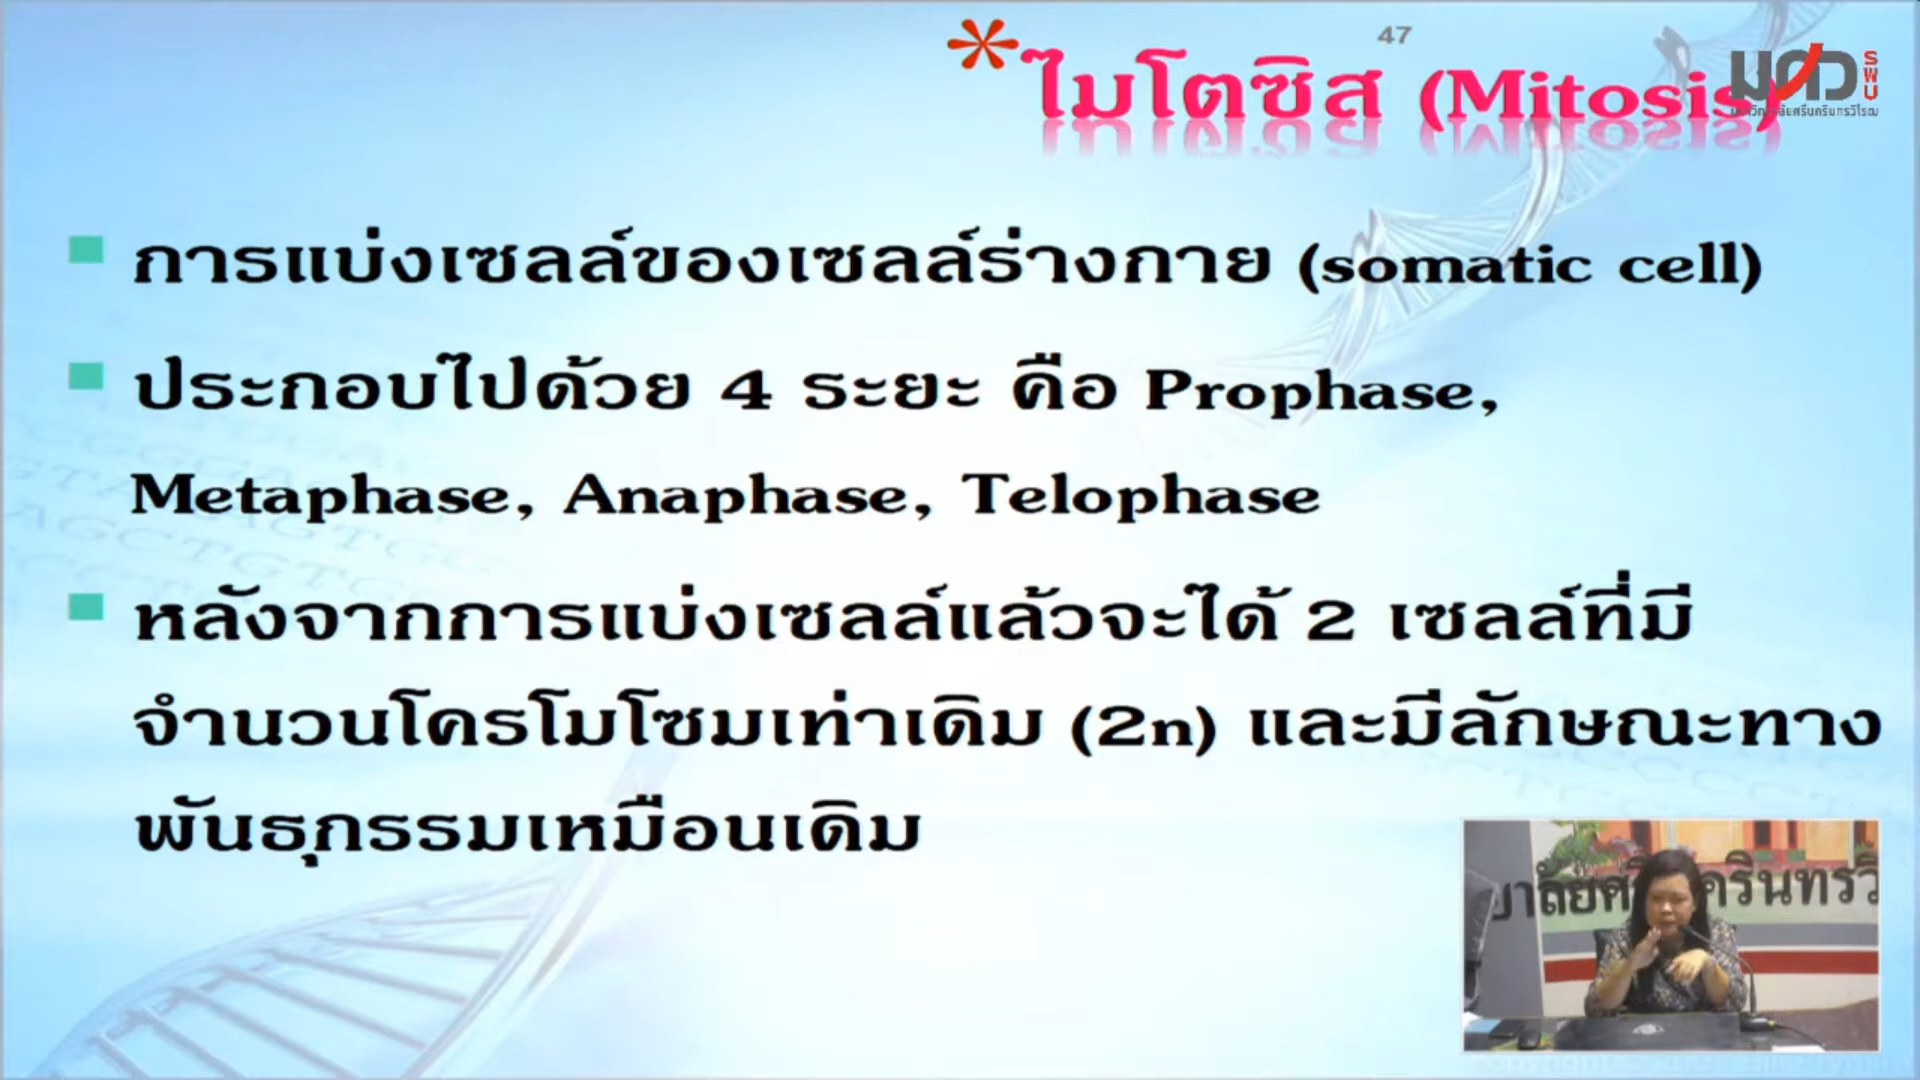 47
* ไมโตซิส (Mitosis)
มศว
SWU
การแบ่งเซลล์ของเซลล์ร่างกาย (somatic cell)
ประกอบไปด้วย 4 ระยะ คือ Prophase,
Metaphase, Anaphase, Telophase
หลังจากการแบ่งเซลล์แล้วจะได้ 2 เซลล์ที่มี
จำนวนโครโมโซมเท่าเดิม (2n) และมีลักษณะทาง
พันธุกรรมเหมือนเดิม